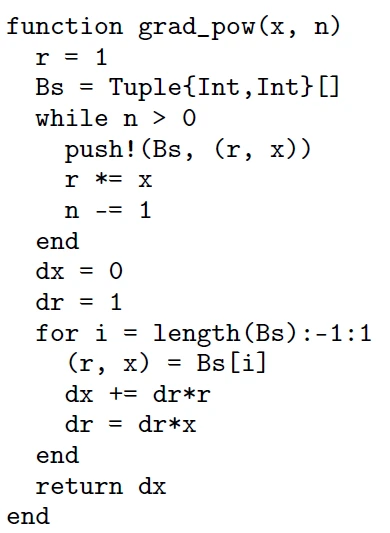 function grad_pow(x, n)
  r = 1
  Bs = Tuple{Int,Int}[]
  while n > 0
    push!(Bs, (r, x))
    r *= x
    n -= 1
  end
  dx = 0
  dr = 1
  for i = length(Bs):-1:1
    (r, x) = Bs[i]
    dx += dr*r
    dr = dr*x
  end
  return dx
end